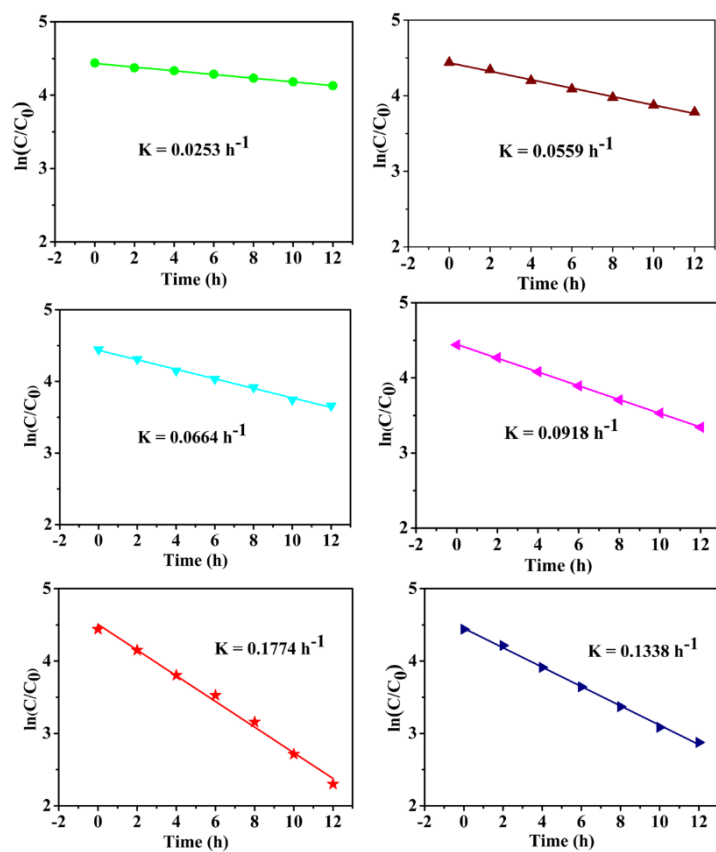 5
4
3
2
ln(C/C₀)
K = 0.0253 h⁻¹
-2 0 2 4 6 8 10 12
Time (h)
5
4
3
2
ln(C/C₀)
K = 0.0559 h⁻¹
-2 0 2 4 6 8 10 12
Time (h)
5
4
3
2
ln(C/C₀)
K = 0.0664 h⁻¹
-2 0 2 4 6 8 10 12
Time (h)
5
4
3
2
ln(C/C₀)
K = 0.0918 h⁻¹
-2 0 2 4 6 8 10 12
Time (h)
5
4
3
2
ln(C/C₀)
K = 0.1774 h⁻¹
-2 0 2 4 6 8 10 12
Time (h)
5
4
3
2
ln(C/C₀)
K = 0.1338 h⁻¹
-2 0 2 4 6 8 10 12
Time (h)